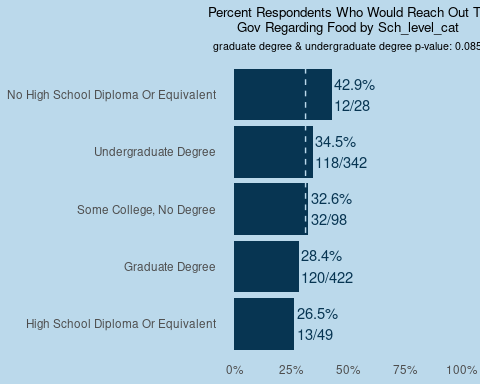 Percent Respondents Who Would Reach Out T
Gov Regarding Food by Sch_level_cat
graduate degree & undergraduate degree p-value: 0.085
No High School Diploma Or Equivalent
42.9%
12/28
Undergraduate Degree
34.5%
118/342
Some College, No Degree
32.6%
32/98
Graduate Degree
28.4%
120/422
High School Diploma Or Equivalent
26.5%
13/49
0% 25% 50% 75% 100%